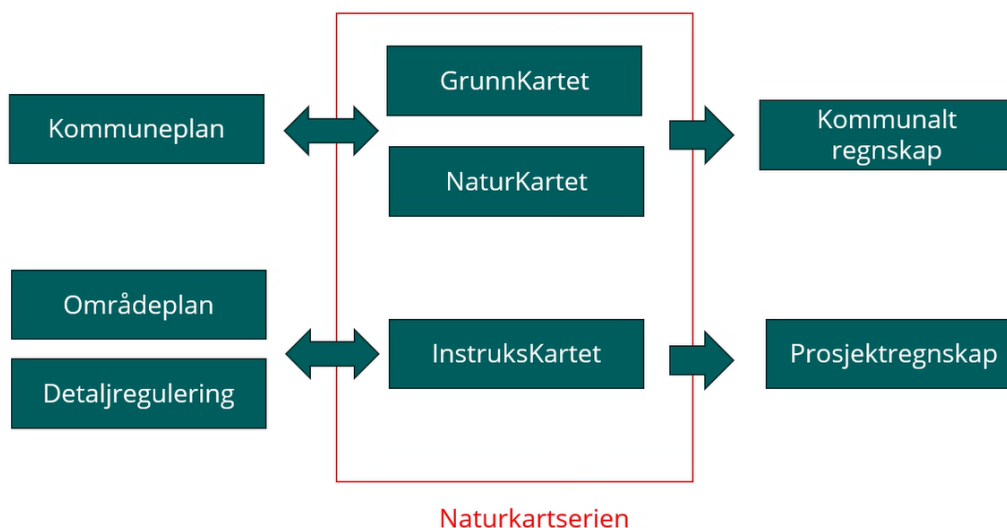 Kommuneplan
GrunnKartet
NaturKartet
Kommunalt
regnskap
Områdeplan
Detaljregulering
InstruksKartet
Prosjektregnskap
Naturkartserien